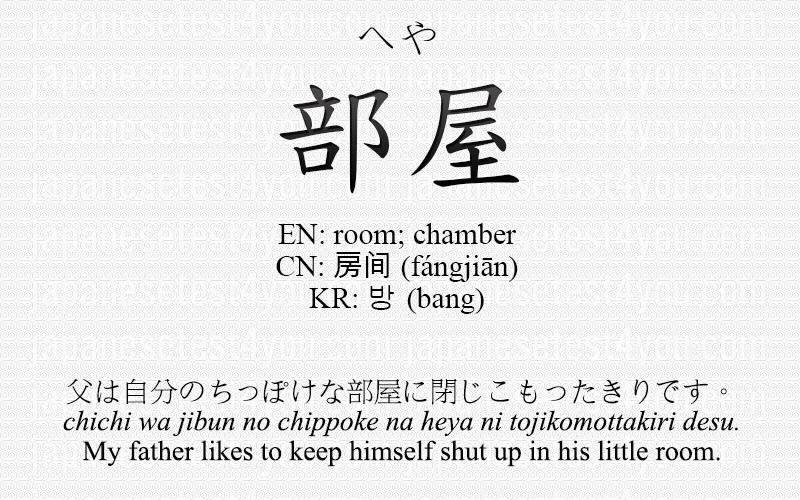 へや
部屋
EN: room; chamber
CN: 房间 (fángjiān)
KR: 방 (bang)
父は自分のちっぽけな部屋に閉じこもったきりです。
chichi wa jibun no chippoke na heya ni tojikomottakiri desu.
My father likes to keep himself shut up in his little room.